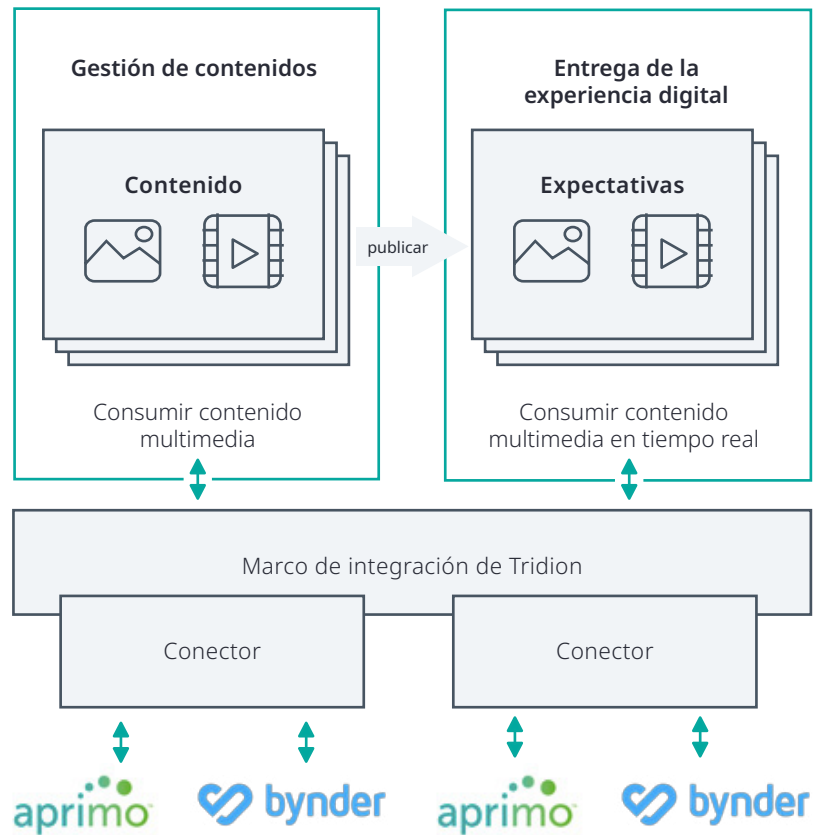 Gestión de contenidos
Contenido
Consumir contenido
multimedia
publicar
Entrega de la
experiencia digital
Expectativas
Consumir contenido
multimedia en tiempo real
Marco de integración de Tridion
Conector
Conector
aprimo
bynder
aprimo
bynder